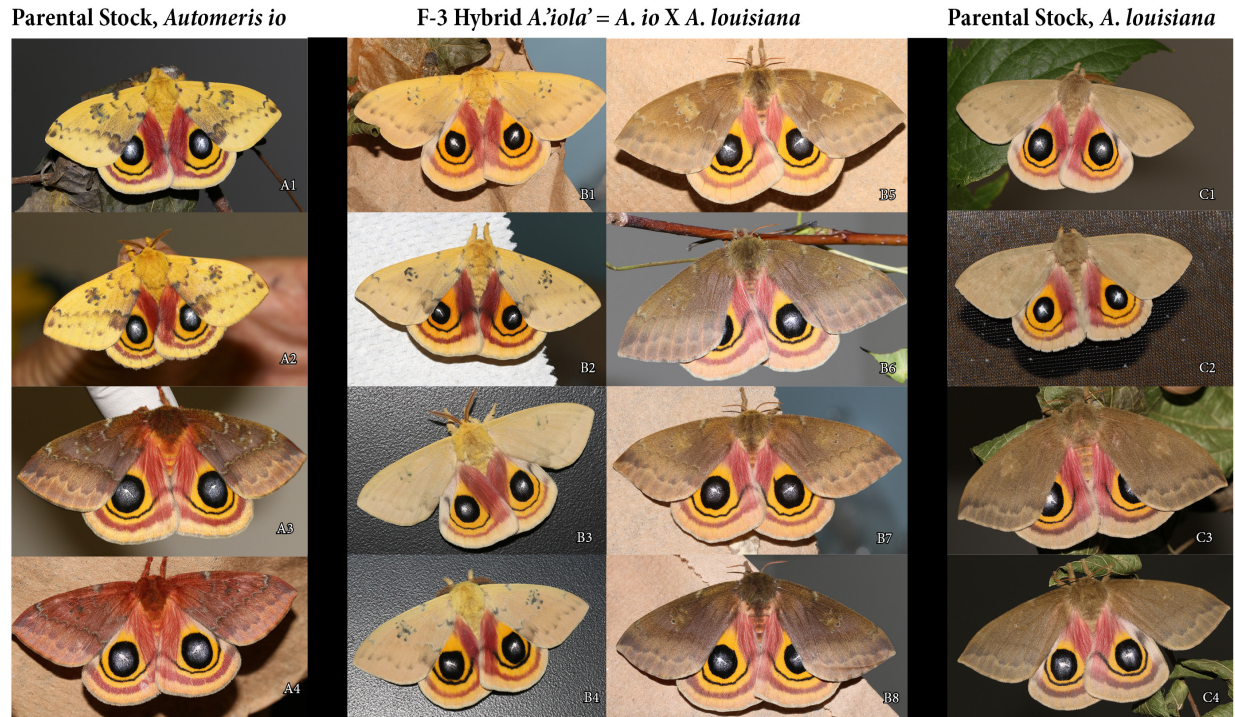 Parental Stock, Automeris io
F-3 Hybrid A.’iola’ = A. io X A. louisiana
Parental Stock, A. louisiana
A1
B1
B5
C1
A2
B2
B6
C2
A3
B3
B7
C3
A4
B4
B8
C4